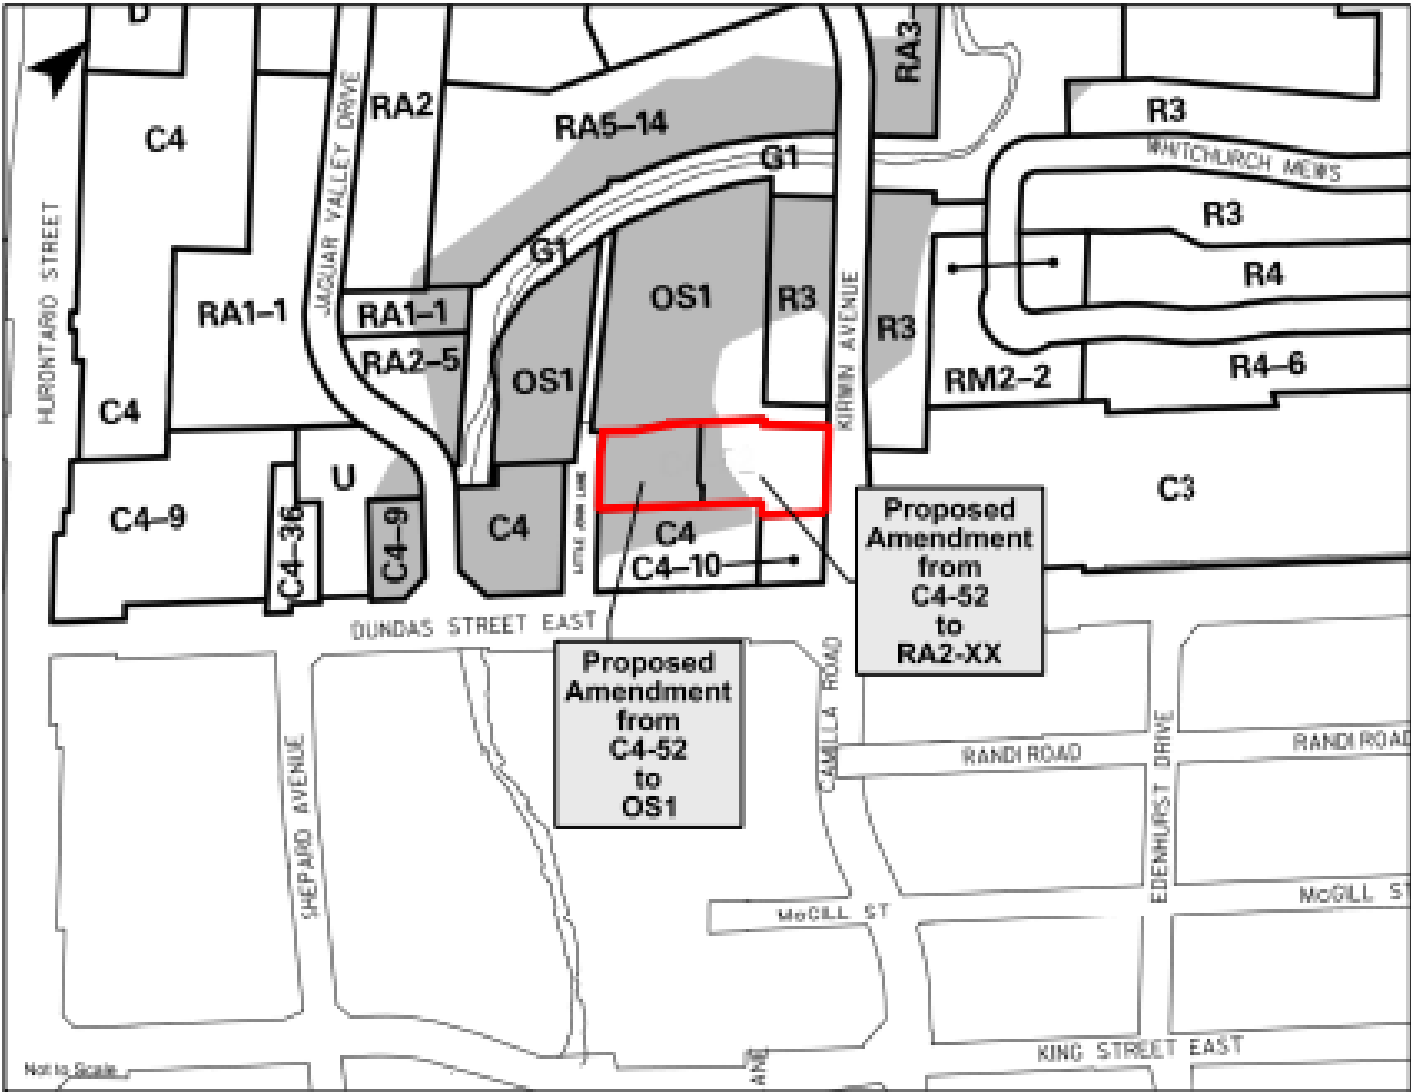 D
RA3-
C4
RA2
RA5-14
G1
R3
WHITCHURCH MEWS
R3
HURONTARIO STREET
JAGUAR VALLEY DRIVE
G1
RA1-1
RA1-1
OS1
R3
KIRWIN AVENUE
R3
R4
RA2-5
OS1
RM2-2
R4-6
C4
U
C4-9
C4-36
C4-9
C4
LITTLE JOHN LANE
C4
C4-10
C3
Proposed
Amendment
from
C4-52
to
RA2-XX
DUNDAS STREET EAST
Proposed
Amendment
from
C4-52
to
OS1
CAMILLA ROAD
SHEPARD AVENUE
RANDI ROAD
RANDI ROAD
EDENHURST DRIVE
McGILL ST
McGILL ST
KING STREET EAST
ANE
Not to Scale